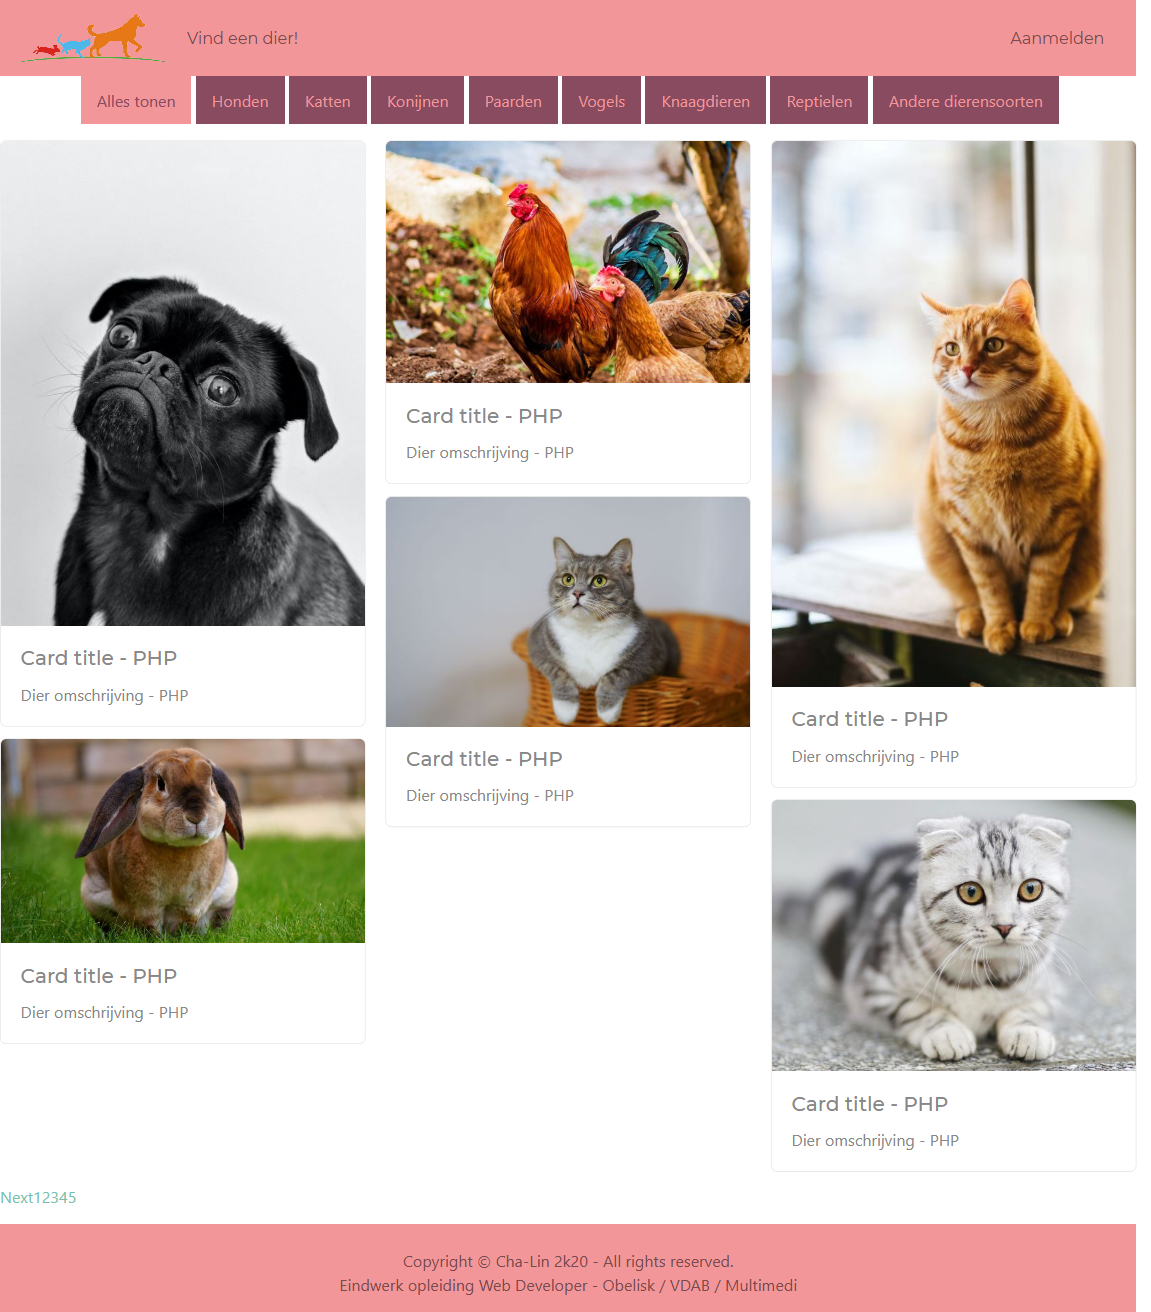 Vind een dier!
Aanmelden
Alles tonen
Honden
Katten
Konijnen
Paarden
Vogels
Knaagdieren
Reptielen
Andere dierensoorten
Card title - PHP
Dier omschrijving - PHP
Card title - PHP
Dier omschrijving - PHP
Card title - PHP
Dier omschrijving - PHP
Card title - PHP
Dier omschrijving - PHP
Card title - PHP
Dier omschrijving - PHP
Card title - PHP
Dier omschrijving - PHP
Next12345
Copyright © Cha-Lin 2k20 - All rights reserved.
Eindwerk opleiding Web Developer - Obelisk / VDAB / Multimedi